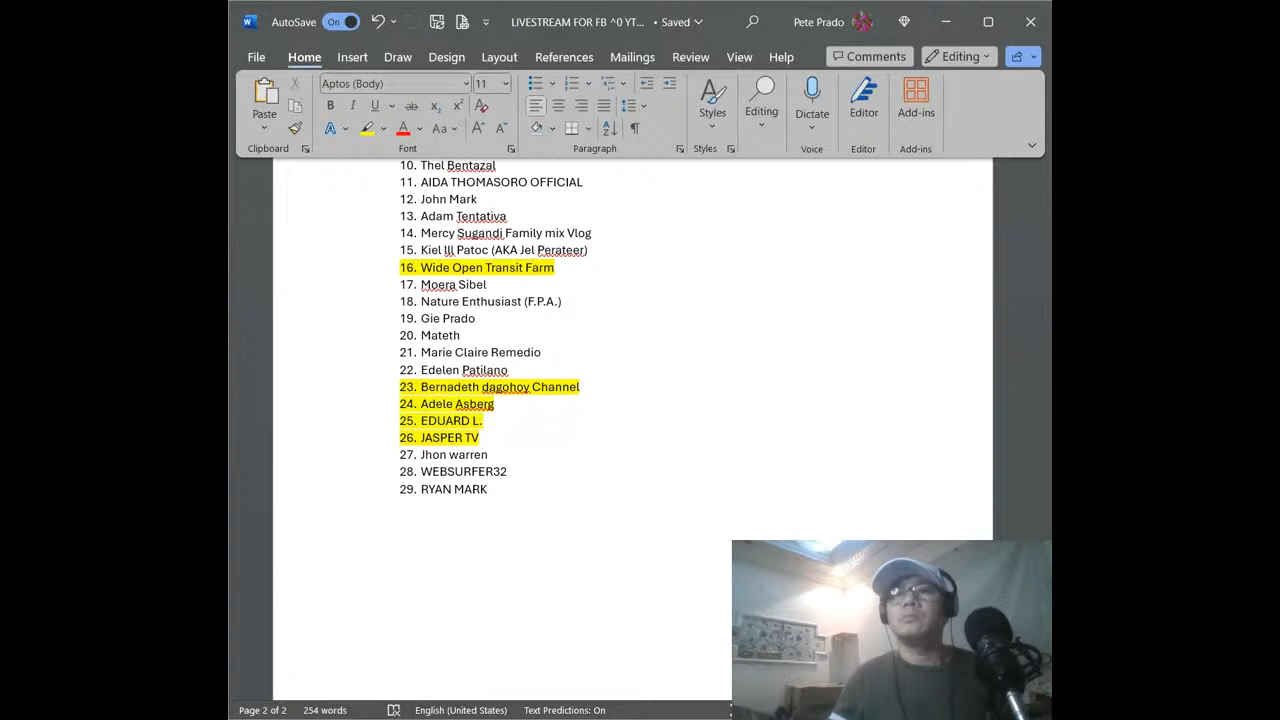 AutoSave On LIVESTREAM FOR FB ^0 YT... • Saved Pete Prado
File Home Insert Draw Design Layout References Mailings Review View Help Comments Editing
Aptos (Body) 11
Paste Styles Editing Dictate Editor Add-ins
Clipboard Font Paragraph Styles Voice Editor Add-ins
10. Thel Bentazal
11. AIDA THOMASORO OFFICIAL
12. John Mark
13. Adam Tentativa
14. Mercy Sugandi Family mix Vlog
15. Kiel lll Patoc (AKA Jel Perateer)
16. Wide Open Transit Farm
17. Moera Sibel
18. Nature Enthusiast (F.P.A.)
19. Gie Prado
20. Mateth
21. Marie Claire Remedio
22. Edelen Patilano
23. Bernadeth dagohoy Channel
24. Adele Asberg
25. EDUARD L.
26. JASPER TV
27. Jhon warren
28. WEBSURFER32
29. RYAN MARK
Page 2 of 2 254 words English (United States) Text Predictions: On